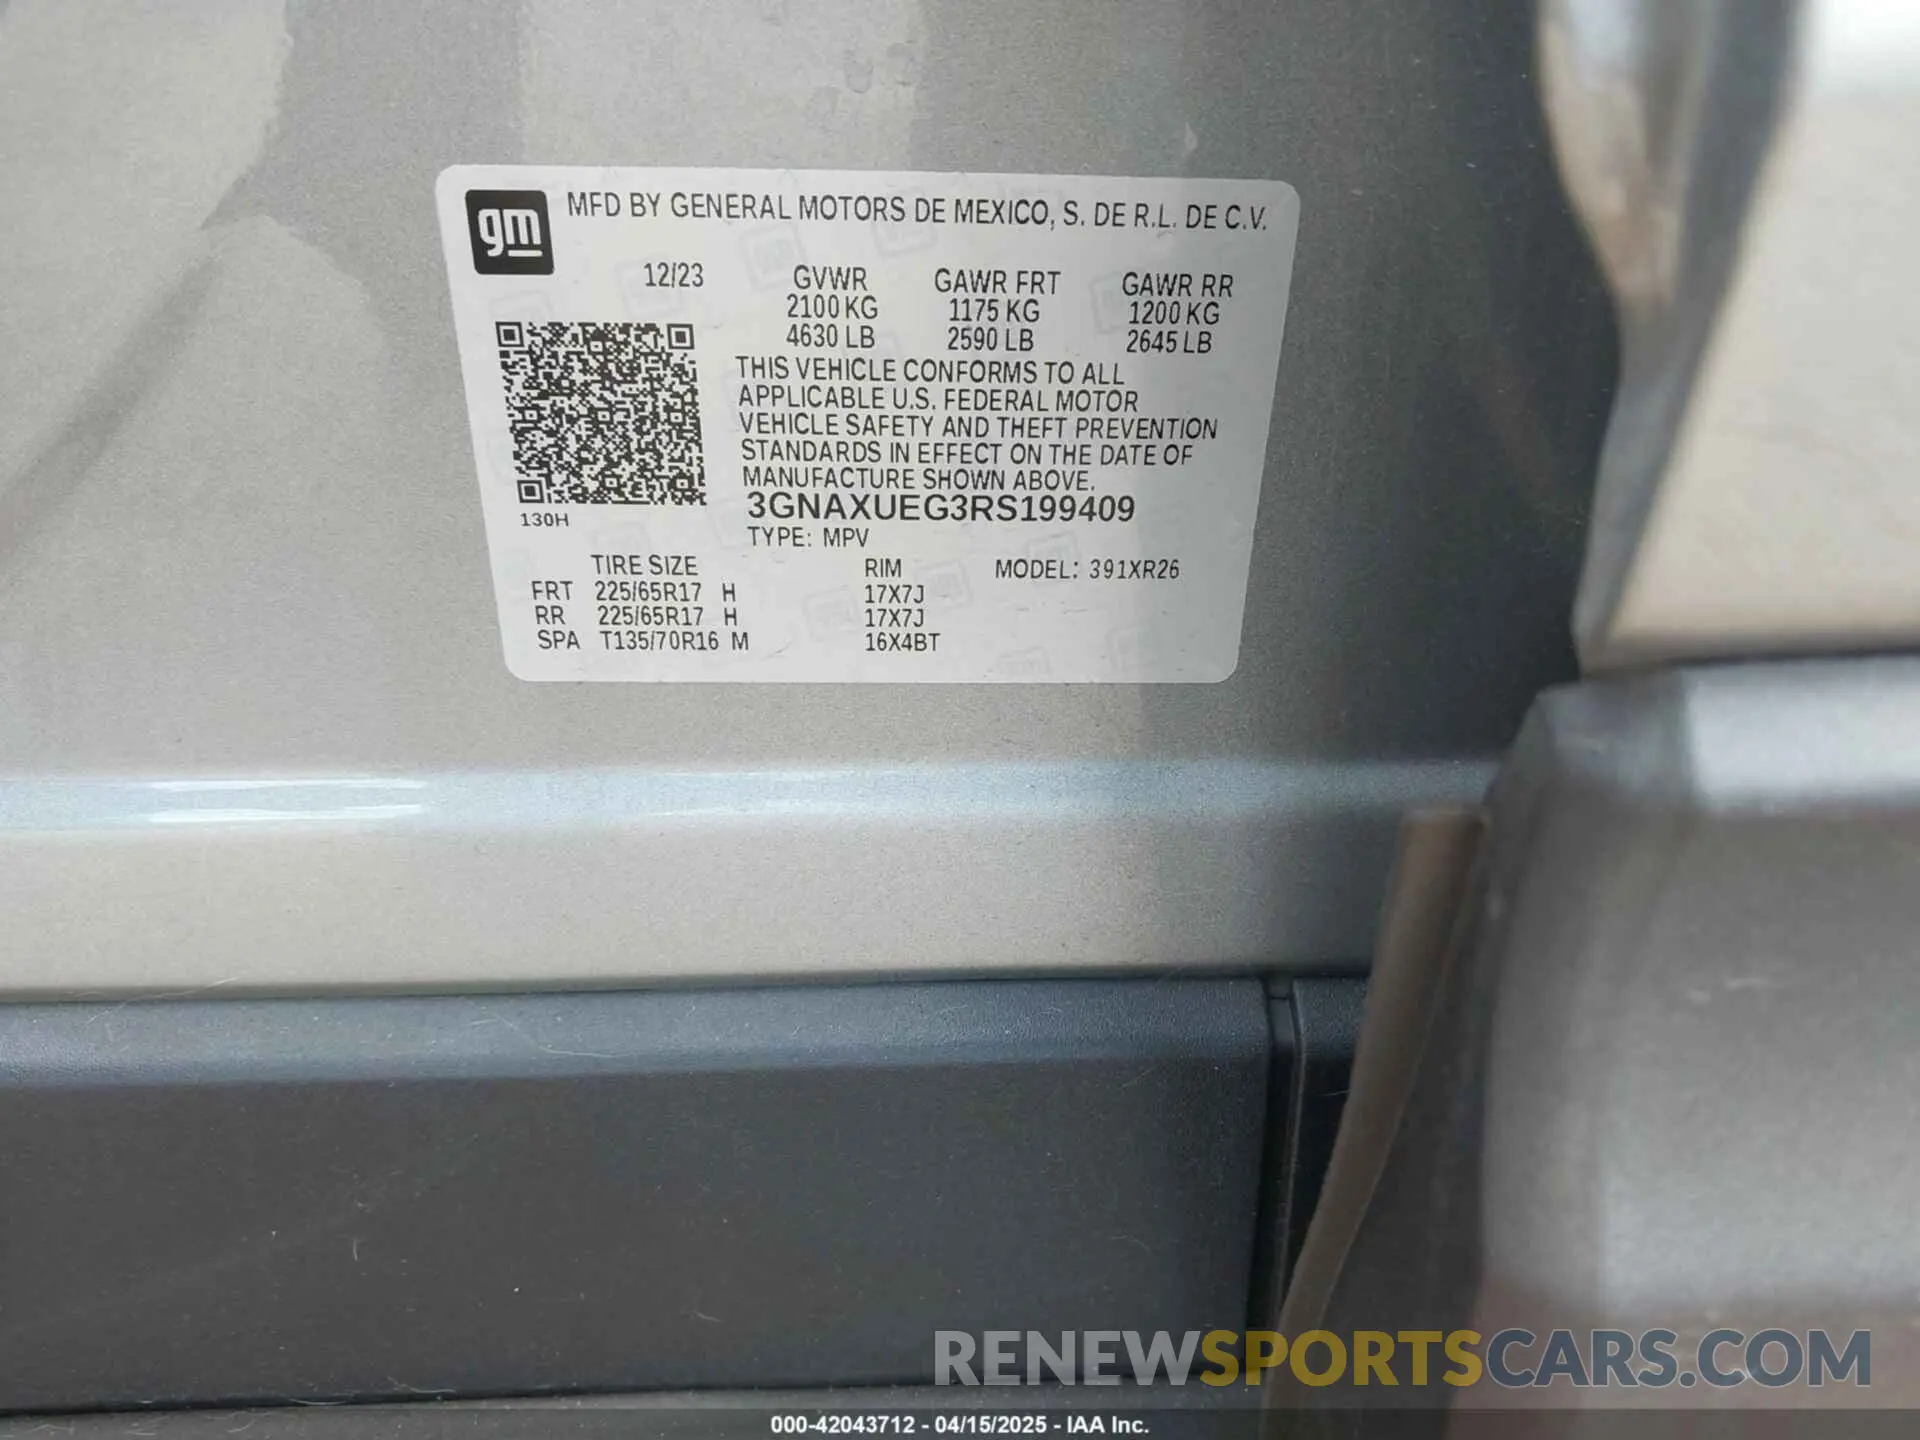 gm
MFD BY GENERAL MOTORS DE MEXICO, S. DE R.L. DE C.V.
12/23 GVWR GAWR FRT GAWR RR
2100 KG 1175 KG 1200 KG
4630 LB 2590 LB 2645 LB
THIS VEHICLE CONFORMS TO ALL
APPLICABLE U.S. FEDERAL MOTOR
VEHICLE SAFETY AND THEFT PREVENTION
STANDARDS IN EFFECT ON THE DATE OF
MANUFACTURE SHOWN ABOVE.
3GNAXUEG3RS199409
130H
TYPE: MPV
TIRE SIZE RIM MODEL: 391XR26
FRT 225/65R17 H 17X7J
RR 225/65R17 H 17X7J
SPA T135/70R16 M 16X4BT
RENEWSPORTSCARS.COM
000-42043712 - 04/15/2025 - IAA Inc.